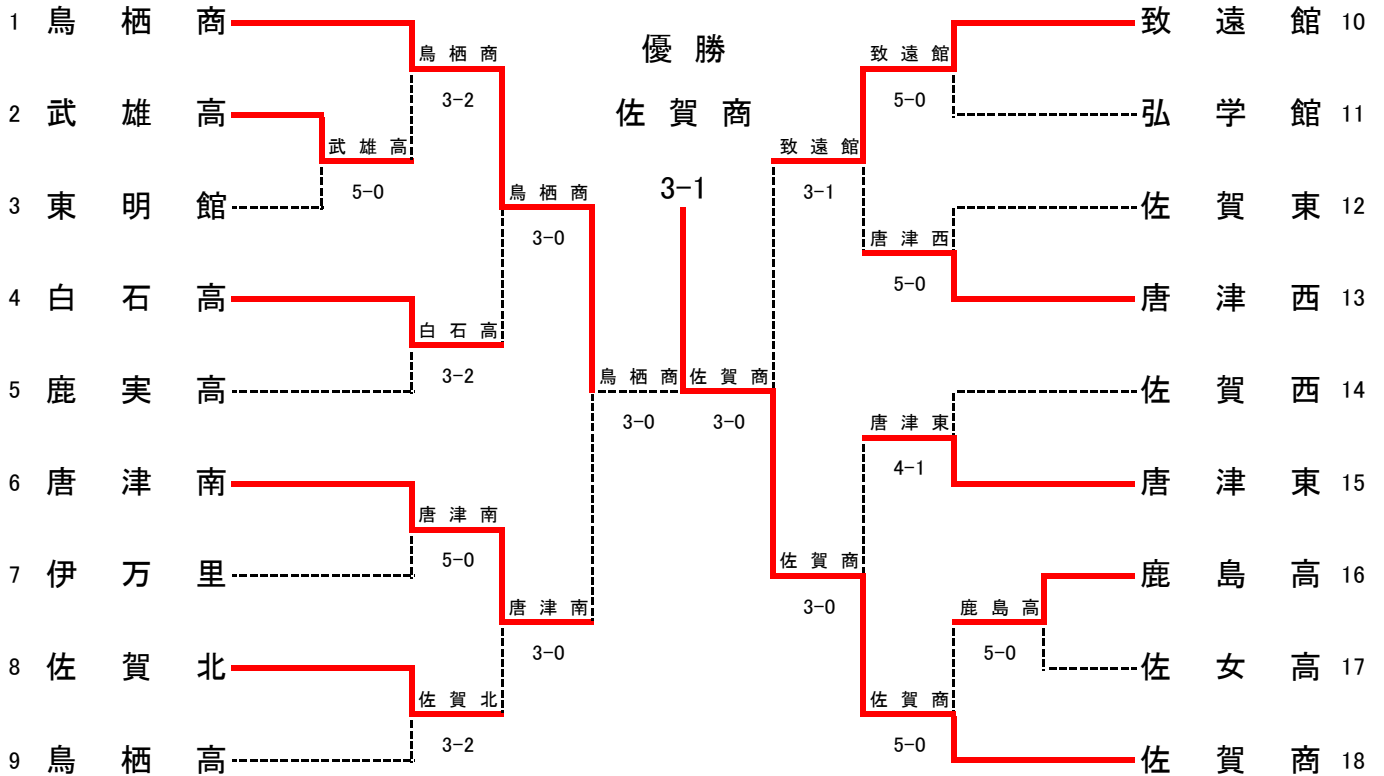 1 鳥栖商
2 武雄高
3 東明館
4 白石高
5 鹿実高
6 唐津南
7 伊万里
8 佐賀北
9 鳥栖高
武雄高
5-0
鳥栖商
3-2
白石高
3-2
唐津南
5-0
佐賀北
3-2
鳥栖商
3-0
唐津南
3-0
鳥栖商
3-0
優勝
佐賀商
3-1
佐賀商
3-0
致遠館
3-1
佐賀商
3-0
致遠館
5-0
唐津西
5-0
唐津東
4-1
佐賀商
5-0
鹿島高
5-0
致遠館 10
弘学館 11
佐賀東 12
唐津西 13
佐賀西 14
唐津東 15
鹿島高 16
佐女高 17
佐賀商 18